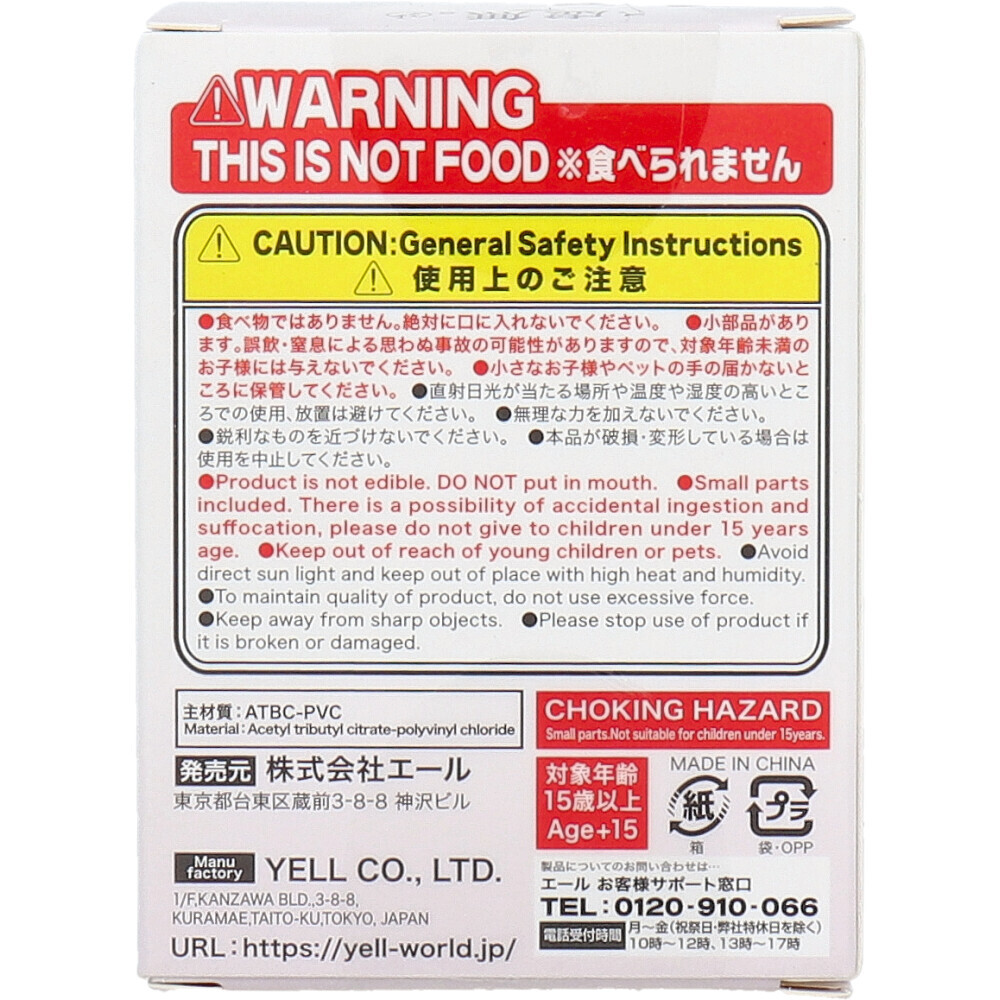 WARNING
THIS IS NOT FOOD ※食べられません
CAUTION:General Safety Instructions
使用上のご注意
●食べ物ではありません。絶対に口に入れないでください。 ●小部品があり
ます。誤飲・窒息による思わぬ事故の可能性がありますので、対象年齢未満の
お子様には与えないでください。 ●小さなお子様やペットの手の届かないと
ころに保管してください。 ●直射日光が当たる場所や温度や湿度の高いとこ
ろでの使用、放置は避けてください。 ●無理な力を加えないでください。
●鋭利なものを近づけないでください。 ●本品が破損・変形している場合は
使用を中止してください。
●Product is not edible. DO NOT put in mouth. ●Small parts
included. There is a possibility of accidental ingestion and
suffocation, please do not give to children under 15 years
age. ●Keep out of reach of young children or pets. ●Avoid
direct sun light and keep out of place with high heat and humidity.
●To maintain quality of product, do not use excessive force.
●Keep away from sharp objects. ●Please stop use of product if
it is broken or damaged.
主材質：ATBC-PVC
Material：Acetyl tributyl citrate-polyvinyl chloride
CHOKING HAZARD
Small parts.Not suitable for children under 15years.
発売元 株式会社エール
東京都台東区蔵前3-8-8 神沢ビル
対象年齢
15歳以上
Age+15
MADE IN CHINA
紙
箱
プラ
袋・OPP
Manu
factory
YELL CO., LTD.
1/F,KANZAWA BLD.,3-8-8,
KURAMAE,TAITO-KU,TOKYO, JAPAN
URL：https://yell-world.jp/
製品についてのお問い合わせは…
エール お客様サポート窓口
TEL：0120-910-066
電話受付時間
月～金（祝祭日・弊社特休日を除く）
10時～12時、13時～17時